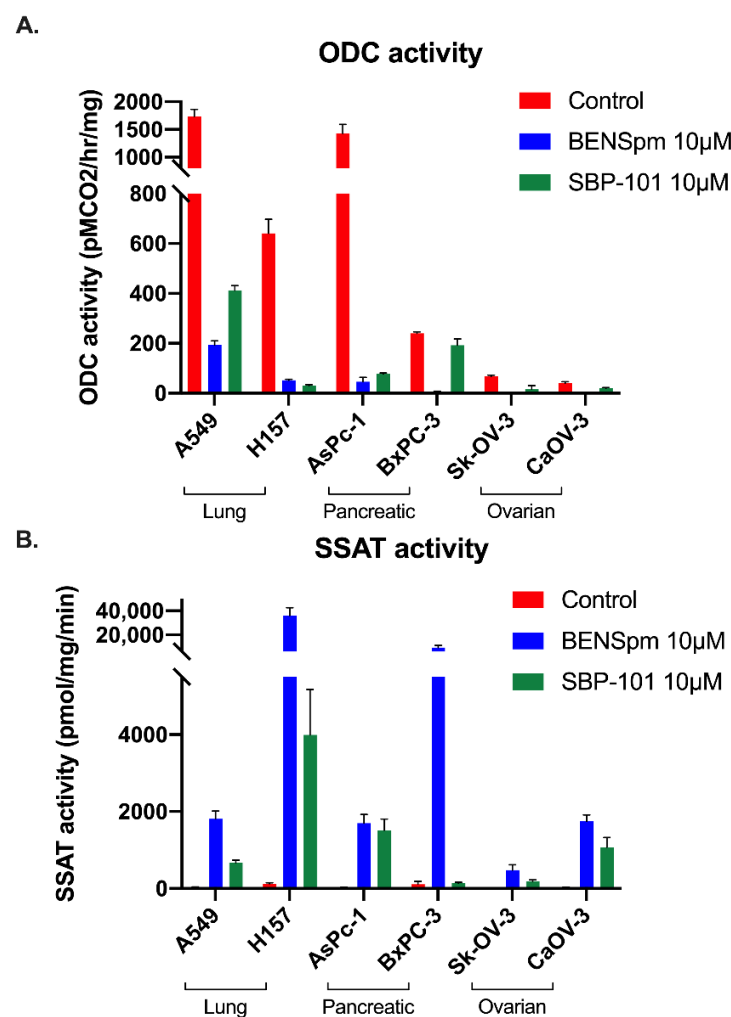 A.
ODC activity
ODC activity (pMCO2/hr/mg)
2000
1500
1000
800
600
400
200
0
Control
BENSpm 10µM
SBP-101 10µM
A549
H157
AsPc-1
BxPC-3
Sk-OV-3
CaOV-3
Lung
Pancreatic
Ovarian
B.
SSAT activity
SSAT activity (pmol/mg/min)
40,000
20,000
4000
2000
0
Control
BENSpm 10µM
SBP-101 10µM
A549
H157
AsPc-1
BxPC-3
Sk-OV-3
CaOV-3
Lung
Pancreatic
Ovarian